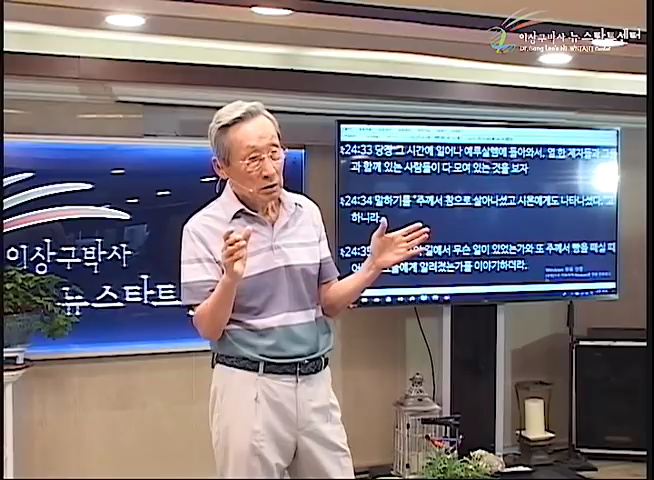 이상구박사 뉴스타트센터
Dr. Sang Lee's NEWSTART Center
24:33 당장 그 시간에 일어나 예루살렘에 돌아와서, 열 한 제자들과 그
과 함께 있는 사람들이 다 모여 있는 것을 보자
24:34 말하기를 "주께서 참으로 살아나셨고 시몬에게도 나타나셨다." 고
하니라.
길에서 무슨 일이 있었는가와 또 주께서 빵을 떼실 때
에게 알려졌는가를 이야기하더라.
이상구박사
뉴스타트